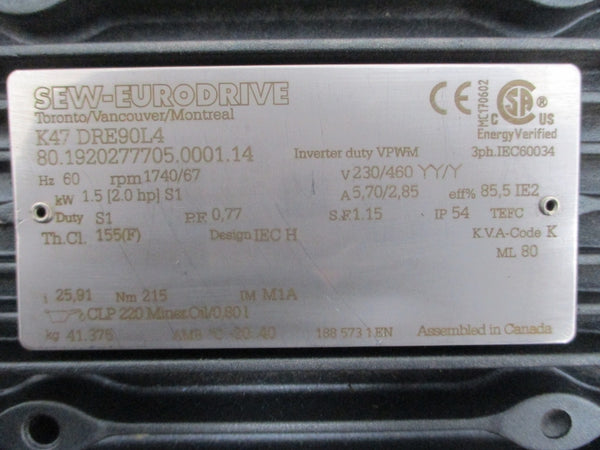 SEW-EURODRIVE
Toronto/Vancouver/Montreal
K47 DRE90L4
80.1920277705.0001.14 Inverter duty VPWM 3ph.IEC60034
CE MC170602 CSA ® C US
Energy Verified
Hz 60 rpm 1740/67 V 230/460 YY/Y
kW 1.5 [2.0 hp] S1 A 5,70/2,85 eff% 85,5 IE2
Duty S1 P.F. 0,77 S.F. 1.15 IP 54 TEFC
Th.Cl. 155(F) Design IEC H K.V.A-Code K
ML 80
i 25,91 Nm 215 IM M1A
CLP 220 Miner.Oil/0,80 l
kg 41.375 AMB °C -20..40 188 573 1.EN Assembled in Canada